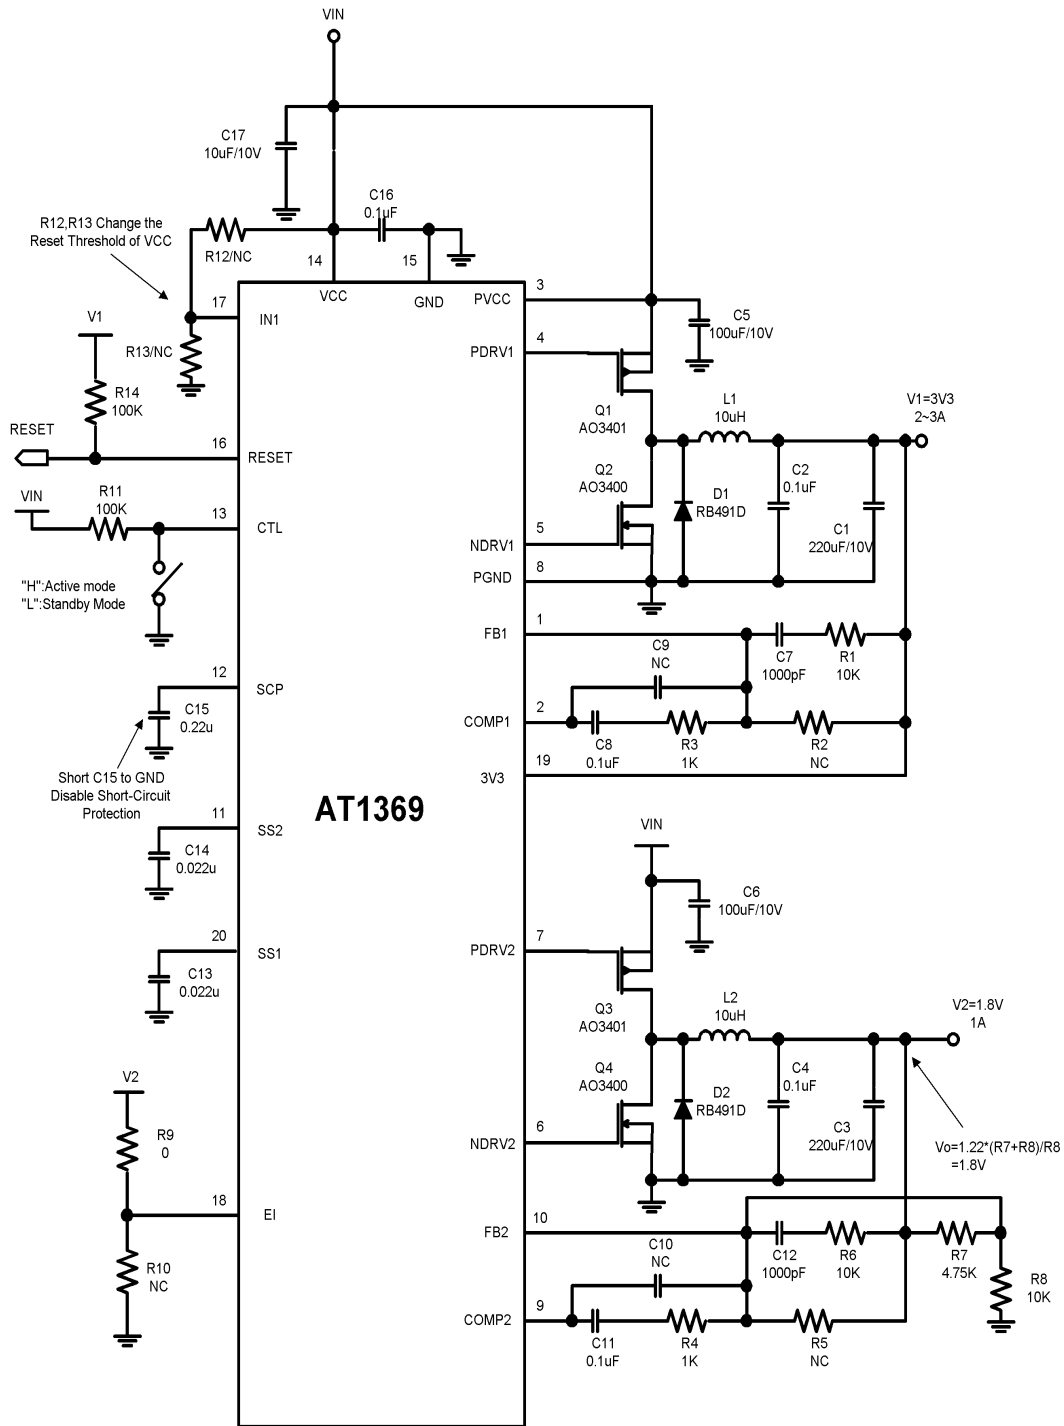 VIN
C17
10uF/10V
C16
0.1uF
R12,R13 Change the
Reset Threshold of VCC
R12/NC
14
15
VCC
GND
17
IN1
R13/NC
V1
R14
100K
RESET
16
RESET
VIN
R11
100K
13
CTL
"H":Active mode
"L":Standby Mode
12
SCP
C15
0.22u
Short C15 to GND
Disable Short-Circuit
Protection
AT1369
11
SS2
C14
0.022u
20
SS1
C13
0.022u
V2
R9
0
18
EI
R10
NC
PVCC
3
C5
100uF/10V
PDRV1
4
Q1
AO3401
L1
10uH
V1=3V3
2~3A
Q2
AO3400
D1
RB491D
C2
0.1uF
C1
220uF/10V
NDRV1
5
PGND
8
FB1
1
C9
NC
C7
1000pF
R1
10K
COMP1
2
C8
0.1uF
R3
1K
R2
NC
3V3
19
VIN
C6
100uF/10V
PDRV2
7
Q3
AO3401
L2
10uH
V2=1.8V
1A
Q4
AO3400
D2
RB491D
C4
0.1uF
C3
220uF/10V
Vo=1.22*(R7+R8)/R8
=1.8V
NDRV2
6
FB2
10
C10
NC
C12
1000pF
R6
10K
R7
4.75K
R8
10K
COMP2
9
C11
0.1uF
R4
1K
R5
NC